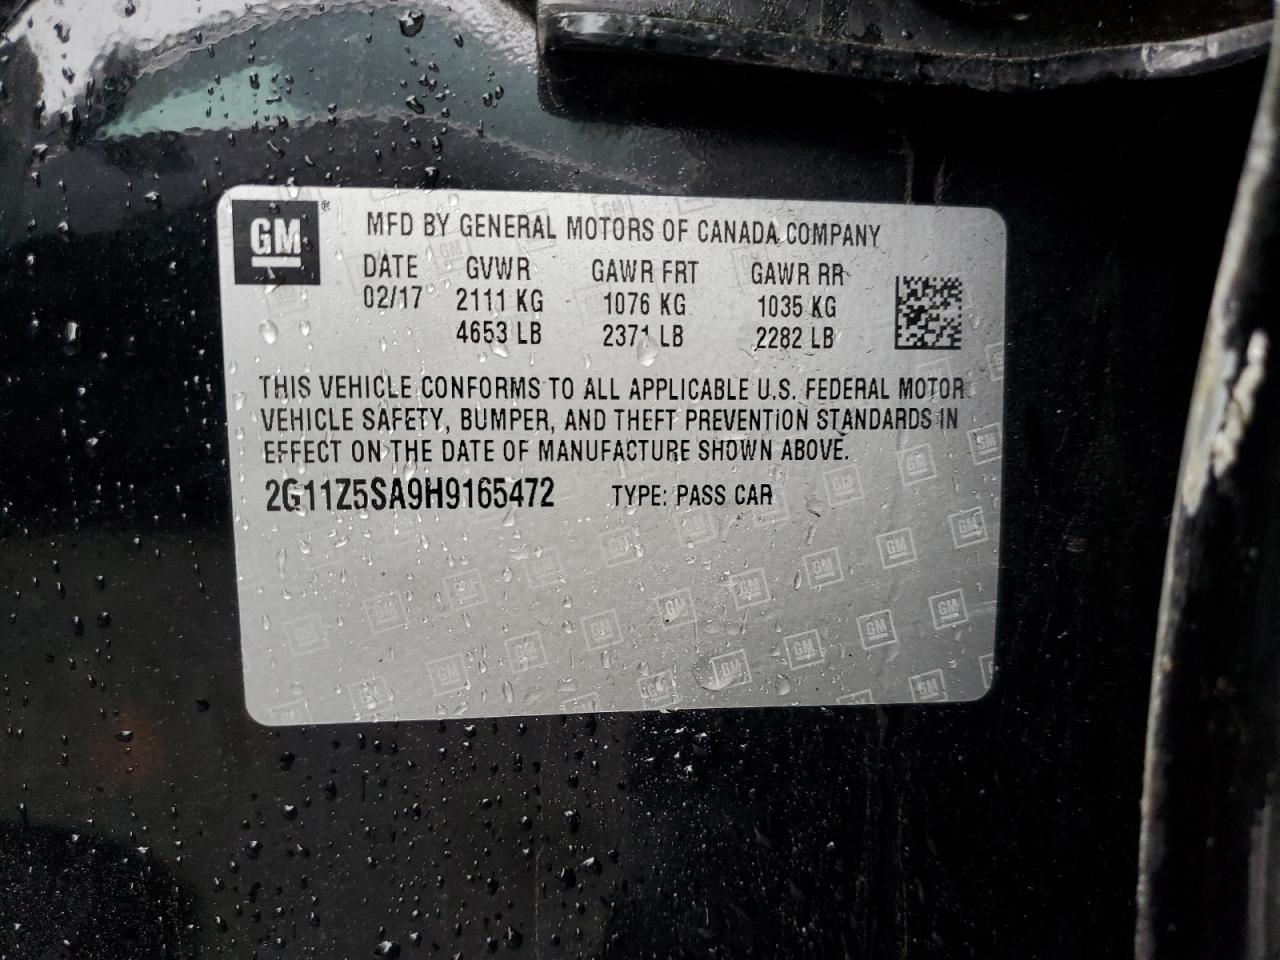 GM ® MFD BY GENERAL MOTORS OF CANADA COMPANY
DATE GVWR GAWR FRT GAWR RR
02/17 2111 KG 1076 KG 1035 KG
4653 LB 2371 LB 2282 LB
THIS VEHICLE CONFORMS TO ALL APPLICABLE U.S. FEDERAL MOTOR
VEHICLE SAFETY, BUMPER, AND THEFT PREVENTION STANDARDS IN
EFFECT ON THE DATE OF MANUFACTURE SHOWN ABOVE.
2G11Z5SA9H9165472 TYPE: PASS CAR